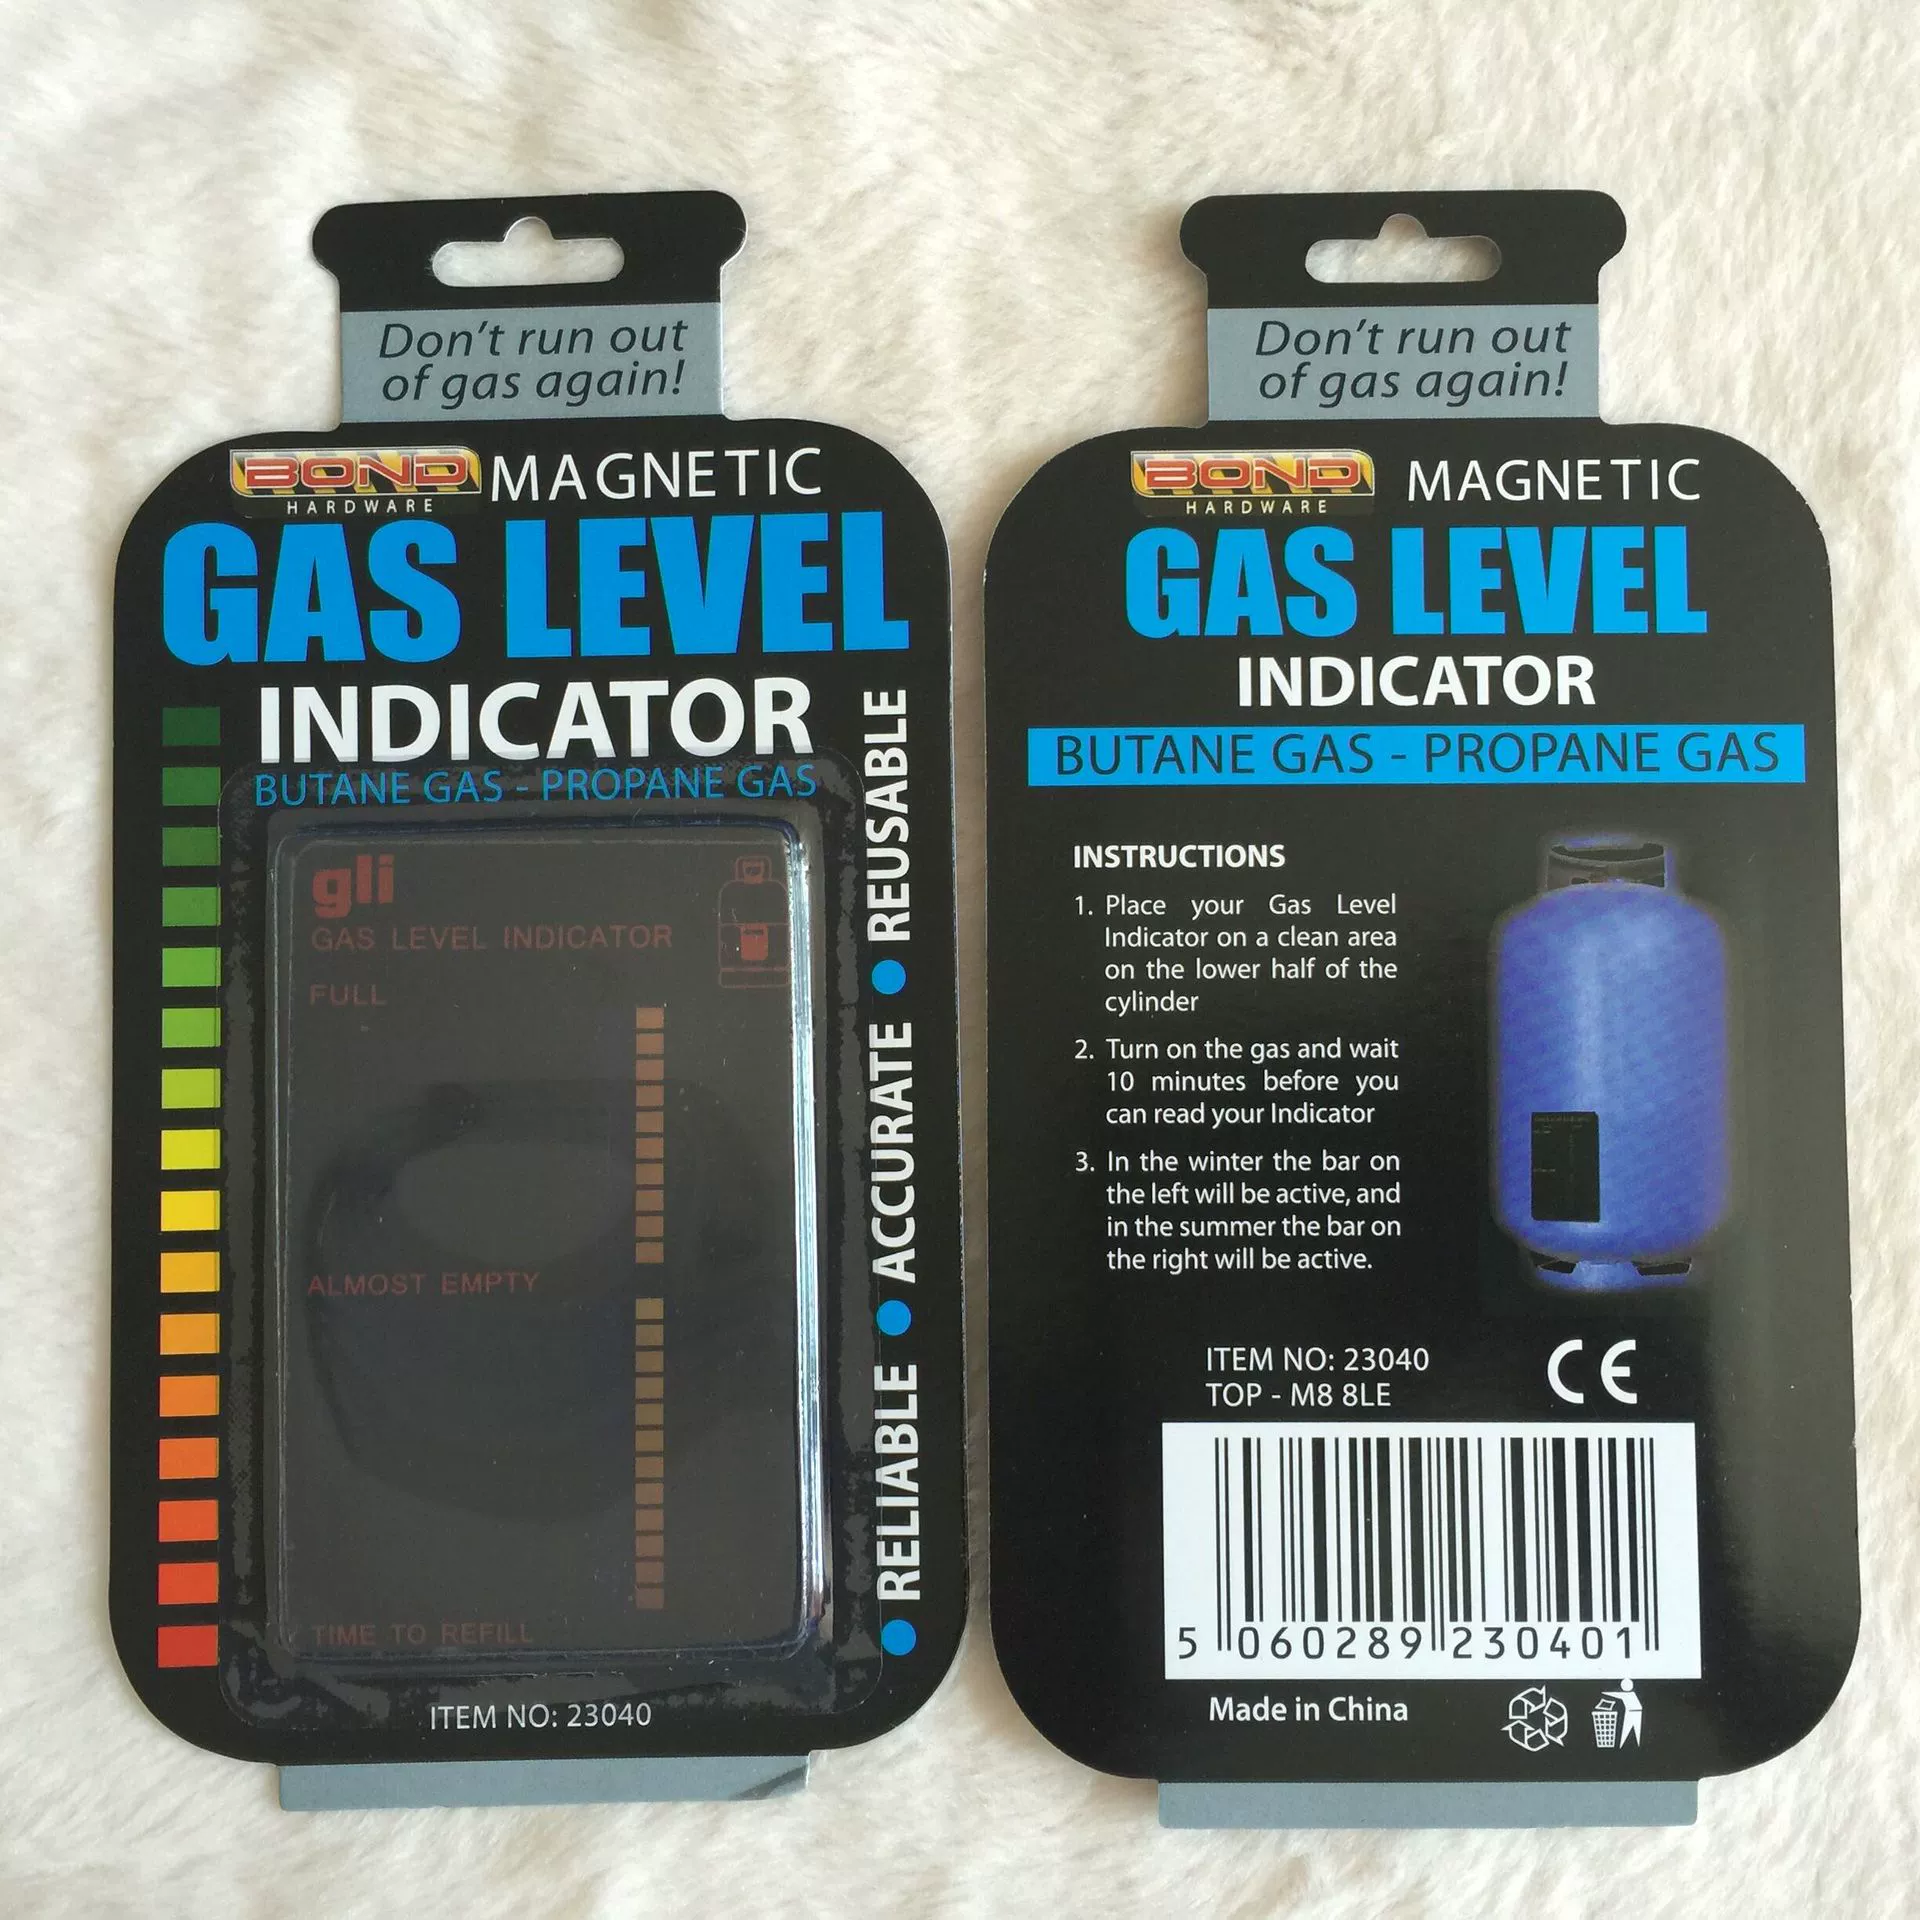 Don't run out
of gas again!
BOND
HARDWARE
MAGNETIC
GAS LEVEL
INDICATOR
BUTANE GAS - PROPANE GAS
gli
GAS LEVEL INDICATOR
FULL
ALMOST EMPTY
TIME TO REFILL
• RELIABLE • ACCURATE • REUSABLE
ITEM NO: 23040
Don't run out
of gas again!
BOND
HARDWARE
MAGNETIC
GAS LEVEL
INDICATOR
BUTANE GAS - PROPANE GAS
INSTRUCTIONS
1. Place your Gas Level
Indicator on a clean area
on the lower half of the
cylinder
2. Turn on the gas and wait
10 minutes before you
can read your Indicator
3. In the winter the bar on
the left will be active, and
in the summer the bar on
the right will be active.
ITEM NO: 23040
TOP - M8 8LE
CE
5 060289 230401
Made in China